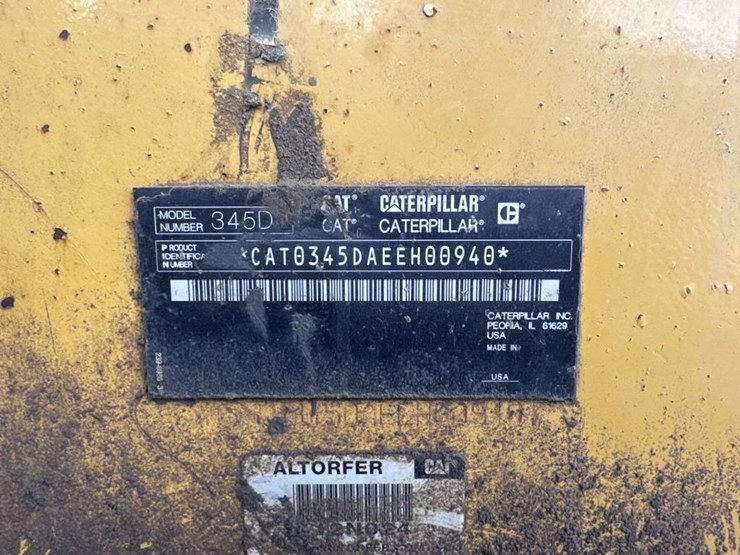 MODEL NUMBER 345D
CAT® CATERPILLAR®
CAT® CATERPILLAR® C
PRODUCT IDENTIFICA NUMBER *CAT0345DAEEH00940*
CATERPILLAR INC.
PEORIA, IL 61629
USA
MADE IN
USA
ALTORFER CAT